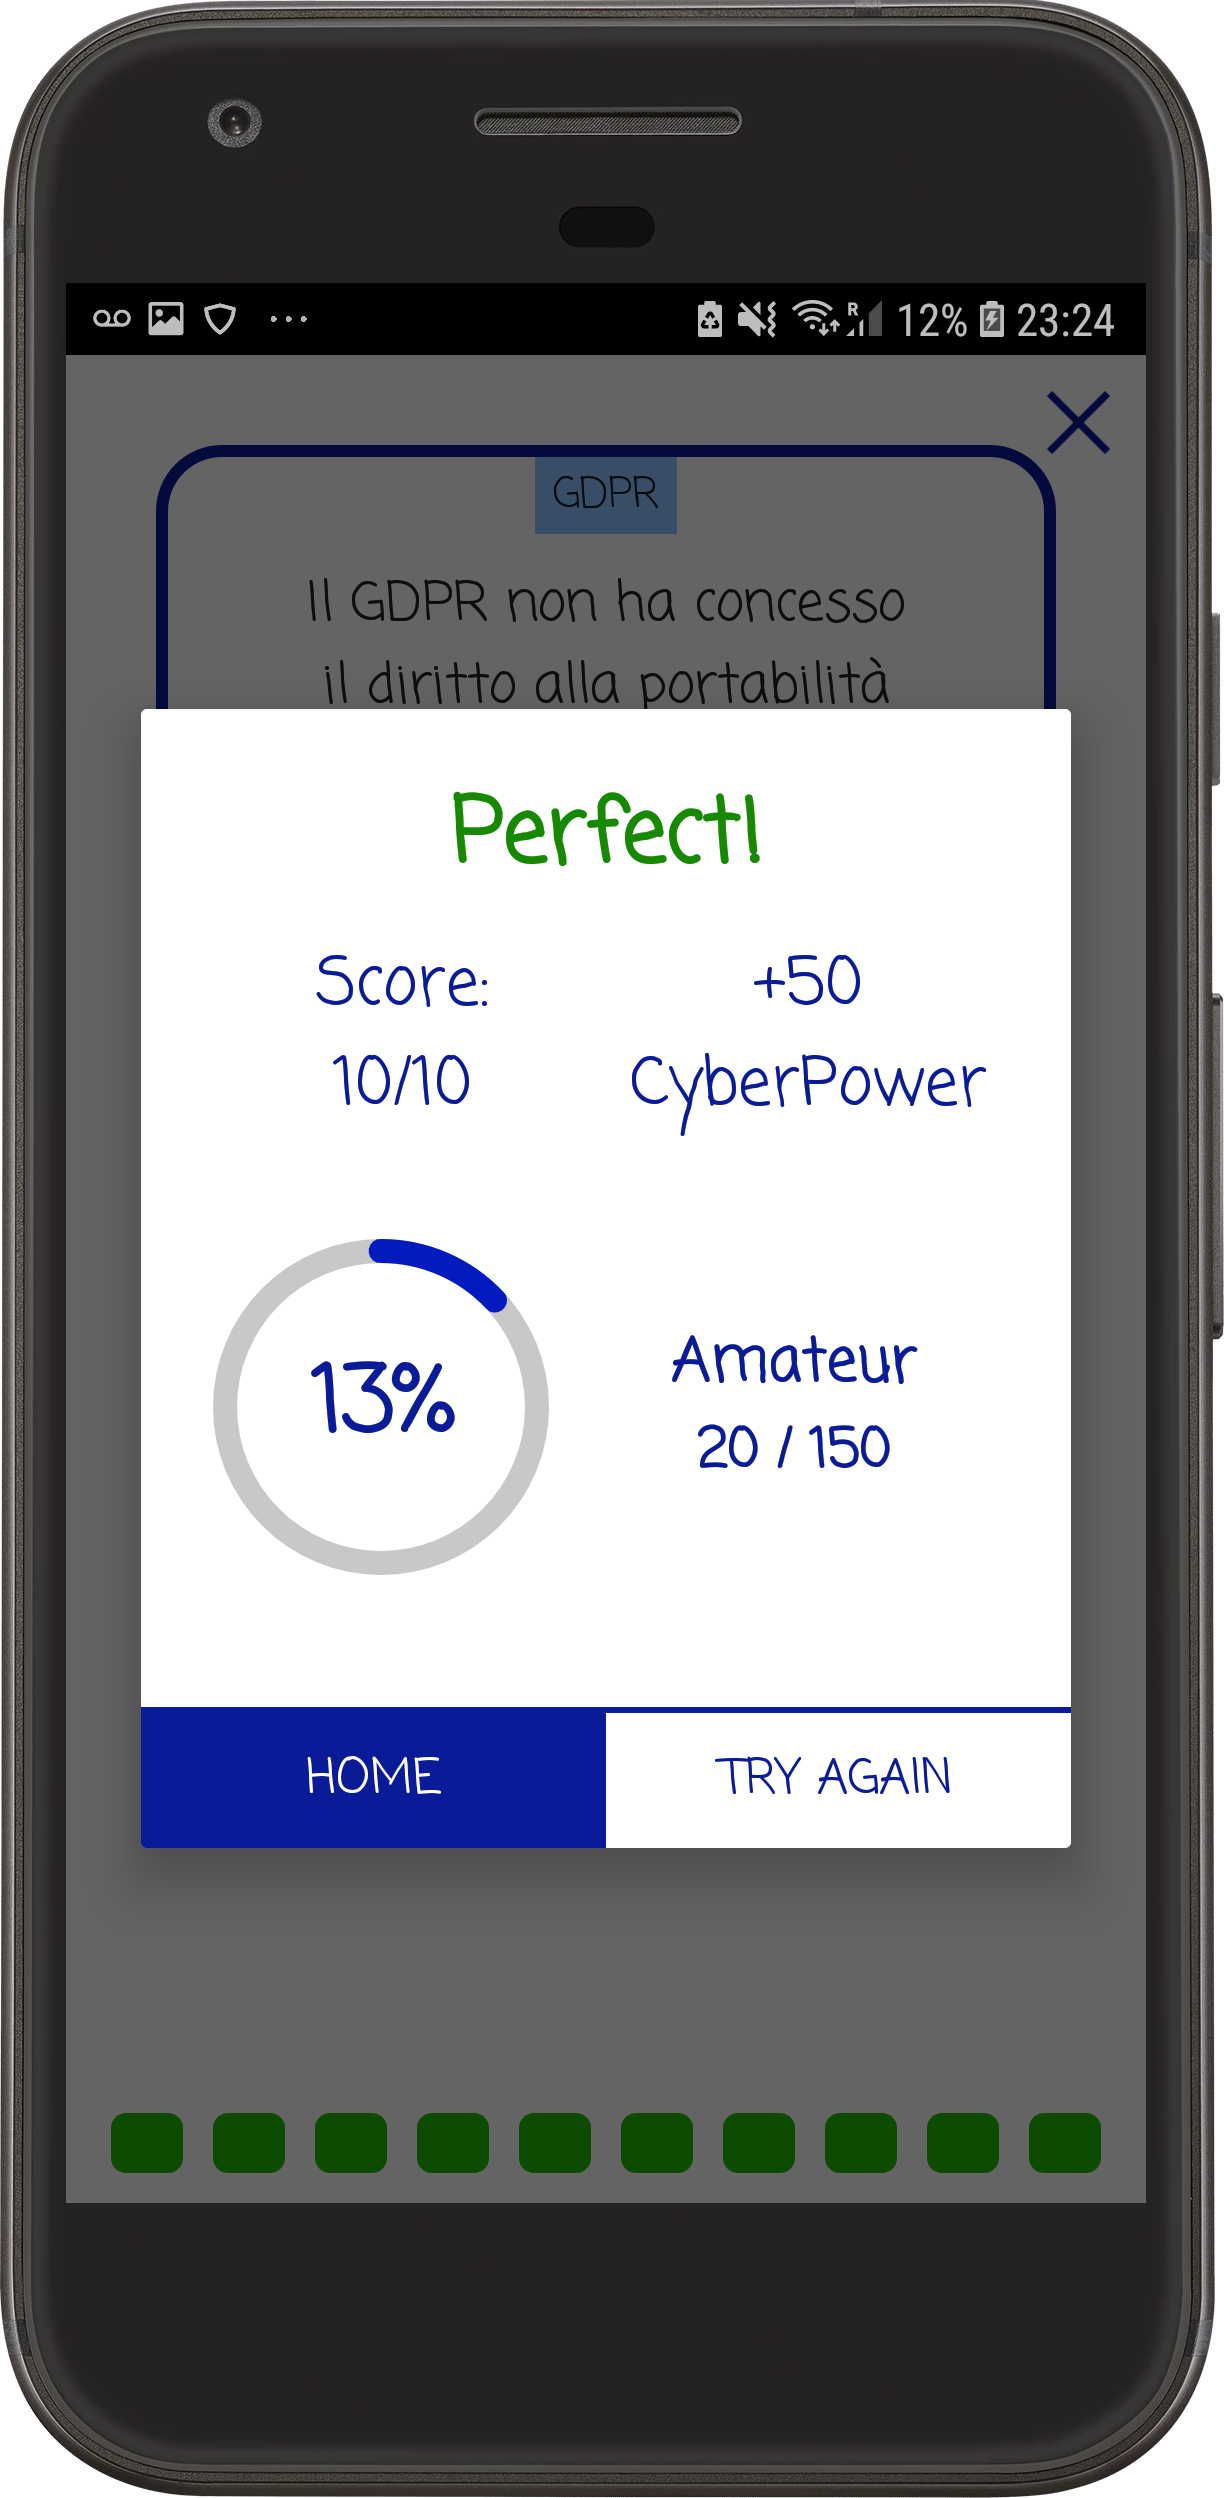 12% 23:24
GDPR
Il GDPR non ha concesso
il diritto alla portabilità
Perfect!
Score:
10/10
+50
CyberPower
13%
Amateur
20 / 150
HOME
TRY AGAIN